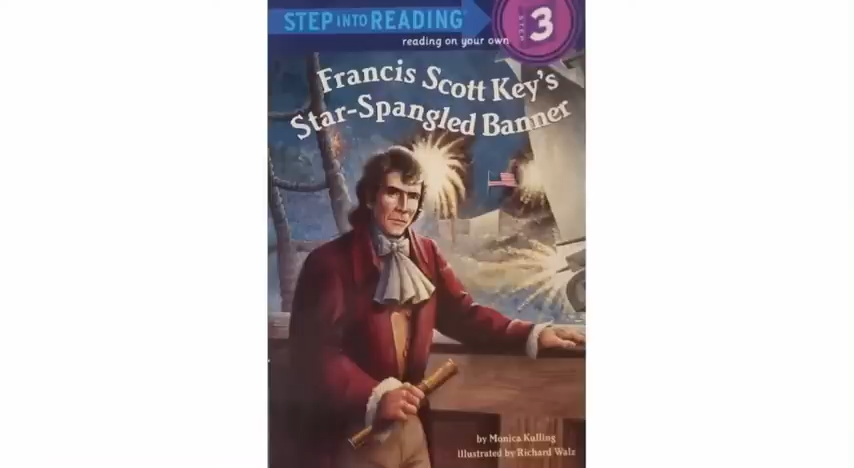 STEP INTO READING®
STEP 3
reading on your own
Francis Scott Key's
Star-Spangled Banner
by Monica Kulling
illustrated by Richard Walz